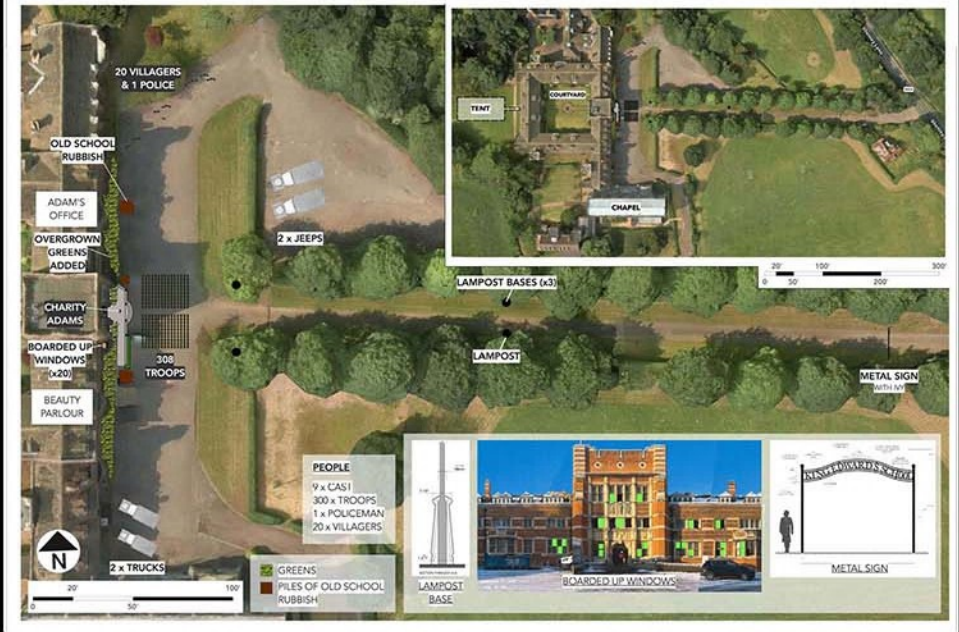 20 VILLAGERS
& 1 POLICE
OLD SCHOOL
RUBBISH
ADAM'S
OFFICE
OVERGROWN
GREENS
ADDED
CHARITY
ADAMS
BOARDED UP
WINDOWS
(x20)
BEAUTY
PARLOUR
308
TROOPS
2 x JEEPS
2 x TRUCKS
N
20'
100'
0
50'
LAMPOST BASES (x3)
LAMPOST
METAL SIGN
WITH IVY
TENT
COURTYARD
CHAPEL
20'
100'
300'
0
50'
200'
PEOPLE
9 x CAST
300 x TROOPS
1 x POLICEMAN
20 x VILLAGERS
GREENS
PILES OF OLD SCHOOL
RUBBISH
LAMPOST
BASE
BOARDED UP WINDOWS
KING EDWARD'S SCHOOL
METAL SIGN